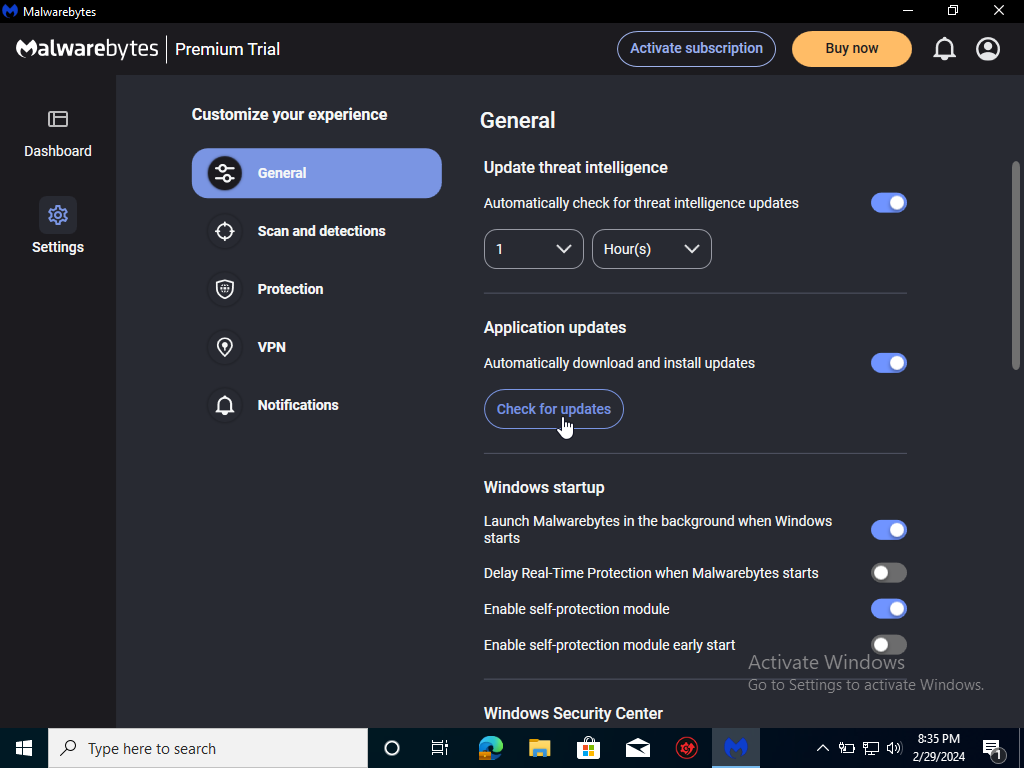 Malwarebytes
Malwarebytes Premium Trial
Activate subscription
Buy now
Dashboard
Settings
Customize your experience
General
Scan and detections
Protection
VPN
Notifications
General
Update threat intelligence
Automatically check for threat intelligence updates
1
Hour(s)
Application updates
Automatically download and install updates
Check for updates
Windows startup
Launch Malwarebytes in the background when Windows
starts
Delay Real-Time Protection when Malwarebytes starts
Enable self-protection module
Enable self-protection module early start
Windows Security Center
Activate Windows
Go to Settings to activate Windows.
Type here to search
8:35 PM
2/29/2024
1